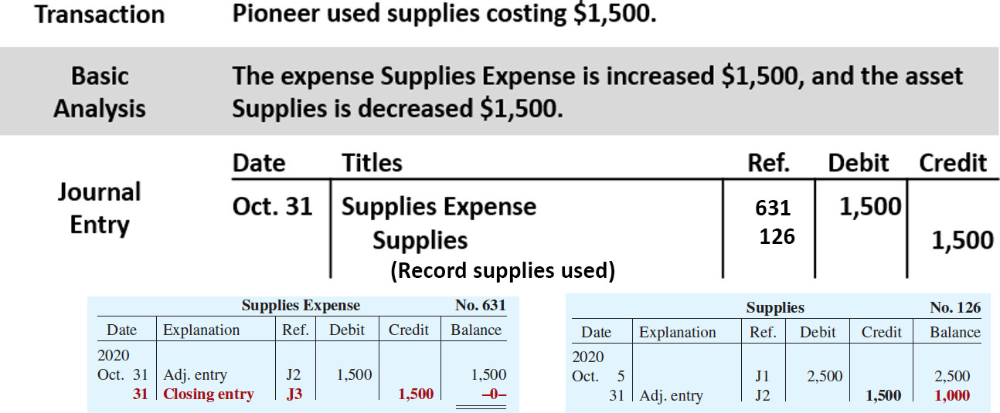 Transaction Pioneer used supplies costing $1,500.
Basic Analysis The expense Supplies Expense is increased $1,500, and the asset
Supplies is decreased $1,500.
Journal Entry
Date Titles Ref. Debit Credit
Oct. 31 Supplies Expense 631 1,500
Supplies 126 1,500
(Record supplies used)
Supplies Expense No. 631
Date Explanation Ref. Debit Credit Balance
2020
Oct. 31 Adj. entry J2 1,500 1,500
31 Closing entry J3 1,500 –0–
Supplies No. 126
Date Explanation Ref. Debit Credit Balance
2020
Oct. 5 J1 2,500 2,500
31 Adj. entry J2 1,500 1,000